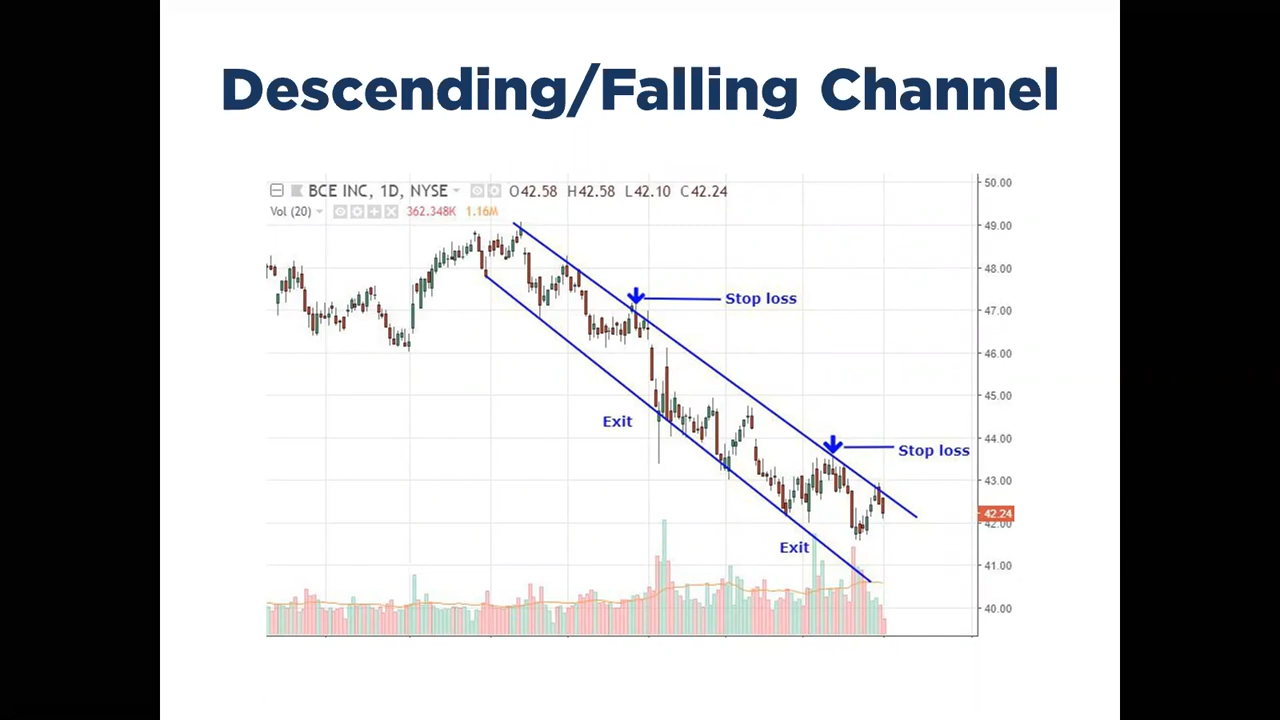 Descending/Falling Channel
BCE INC, 1D, NYSE O42.58 H42.58 L42.10 C42.24
Vol (20) 362.348K 1.16M
50.00
49.00
48.00
Stop loss
47.00
46.00
45.00
Exit
44.00
Stop loss
43.00
42.24
42.00
Exit
41.00
40.00